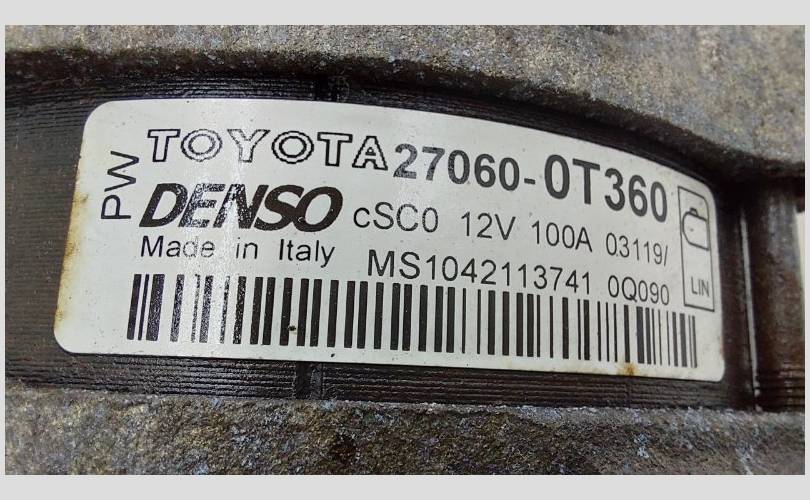 PW
TOYOTA 27060-0T360
DENSO cSC0 12V 100A 03119/
Made in Italy MS1042113741 0Q090
LIN